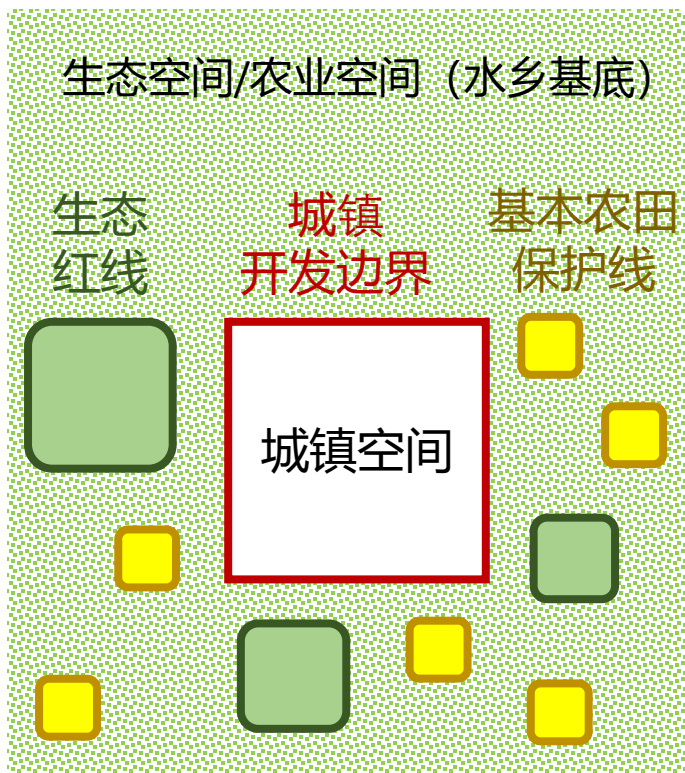 生态空间/农业空间（水乡基底）
生态
红线
城镇
开发边界
基本农田
保护线
城镇空间